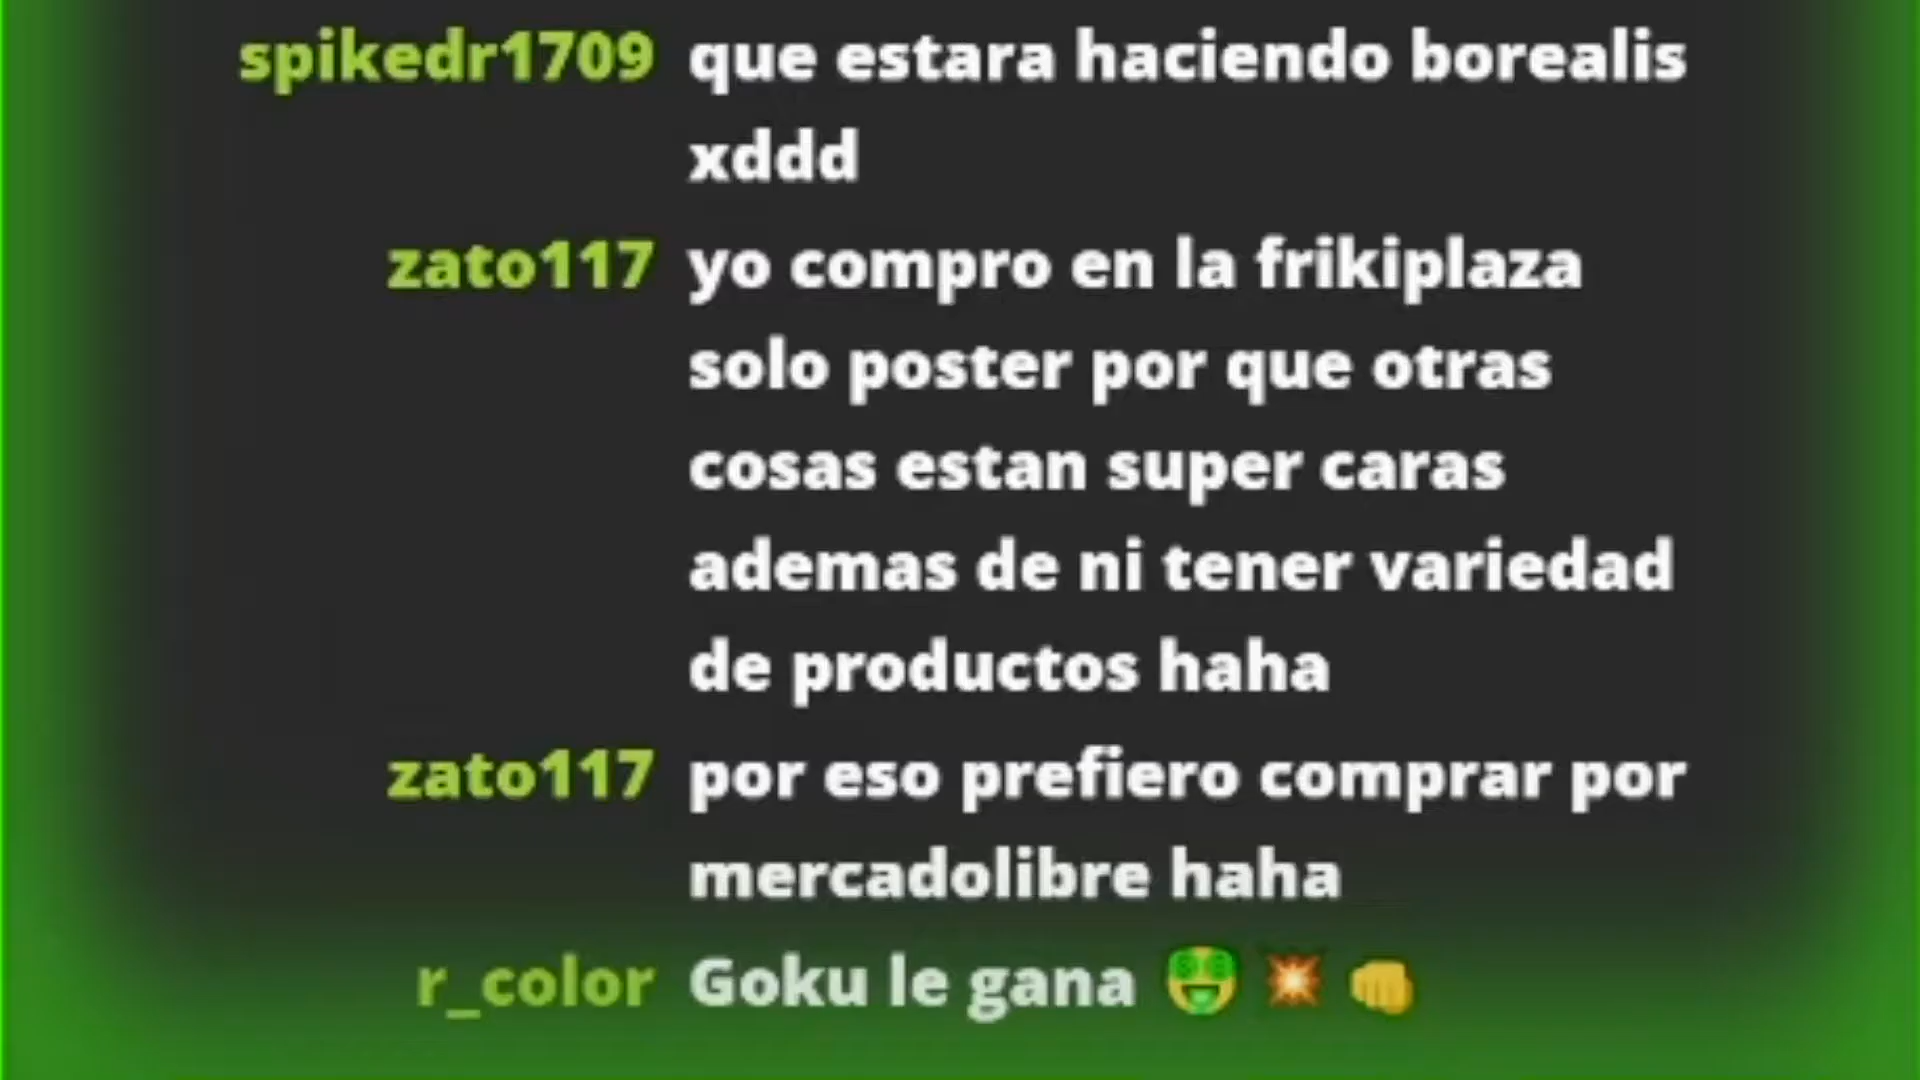 spikedr1709 que estara haciendo borealis
xddd
zato117 yo compro en la frikiplaza
solo poster por que otras
cosas estan super caras
ademas de ni tener variedad
de productos haha
zato117 por eso prefiero comprar por
mercadolibre haha
r_color Goku le gana 🤑 💥 👊